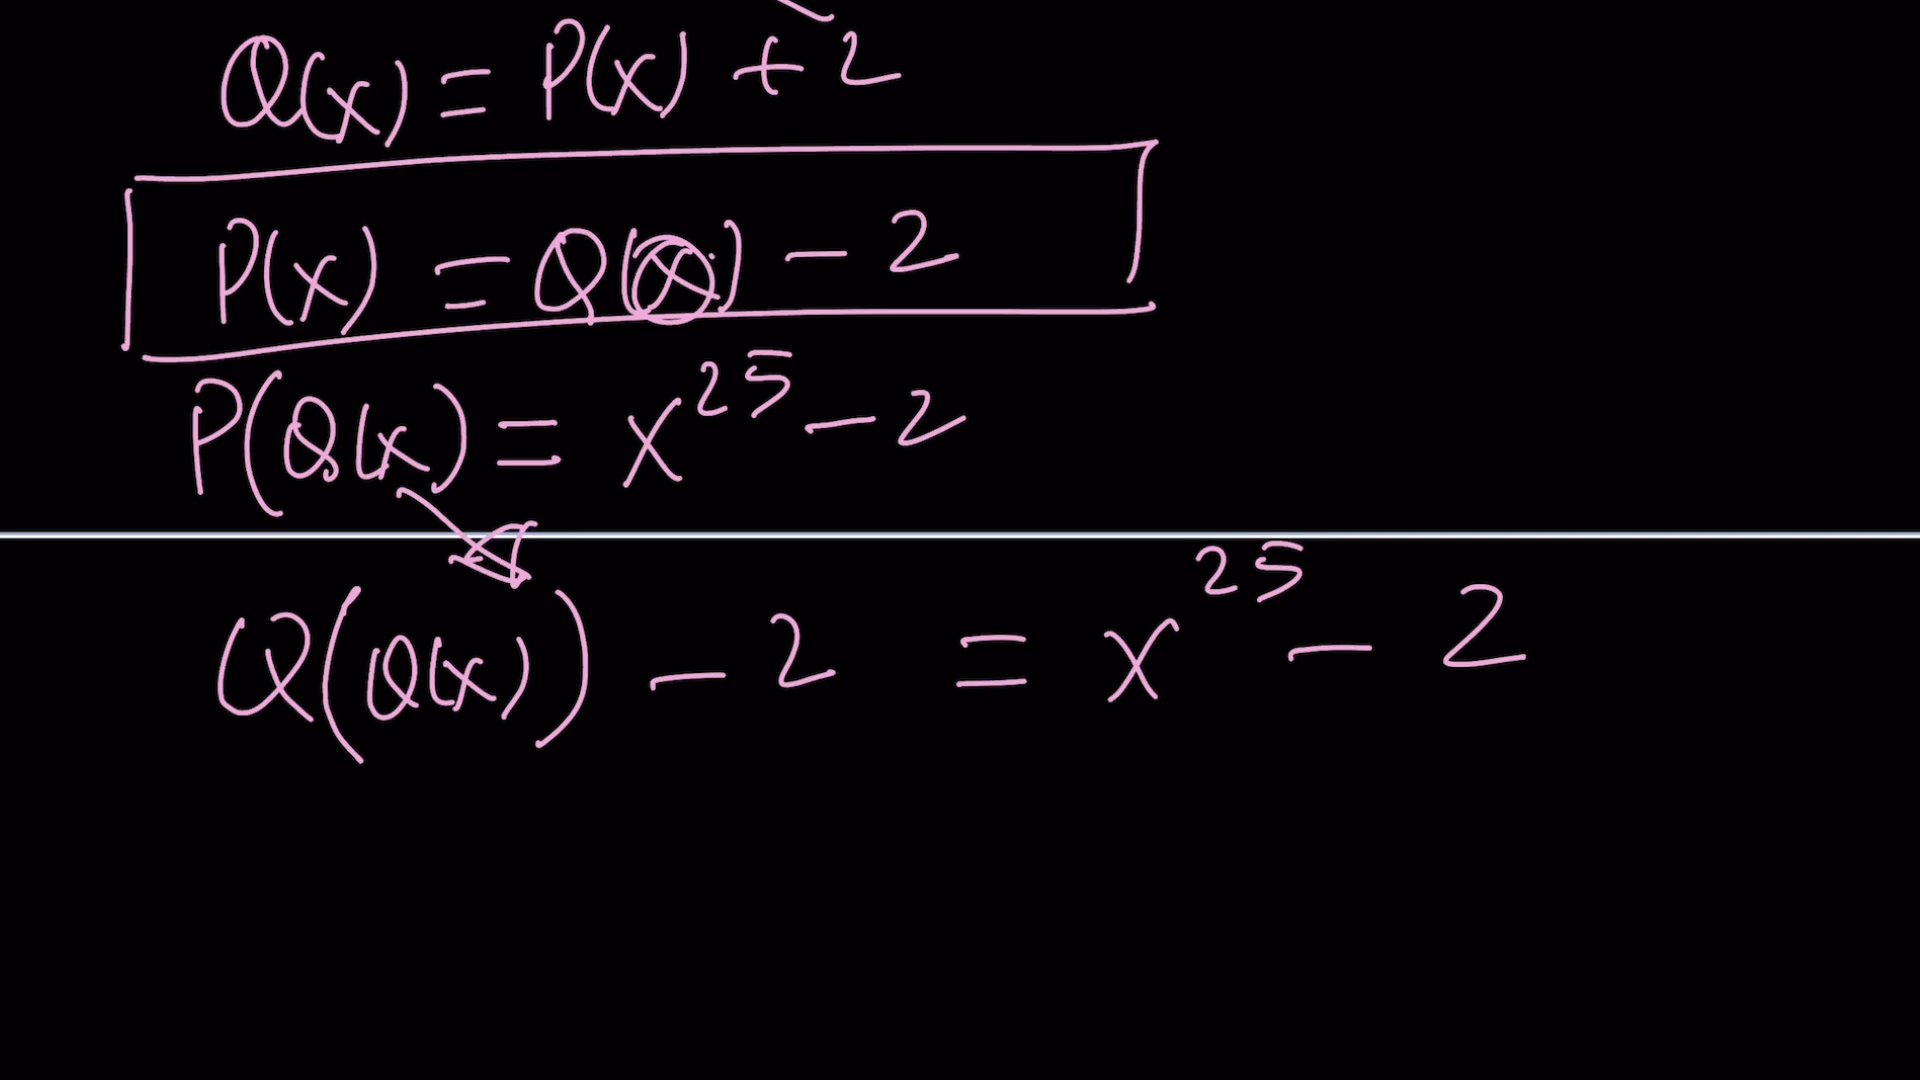 Q(x) = P(x) + 2
P(x) = Q(x) - 2
P(Q(x) = x^25 - 2
Q(Q(x)) - 2 = x^25 - 2